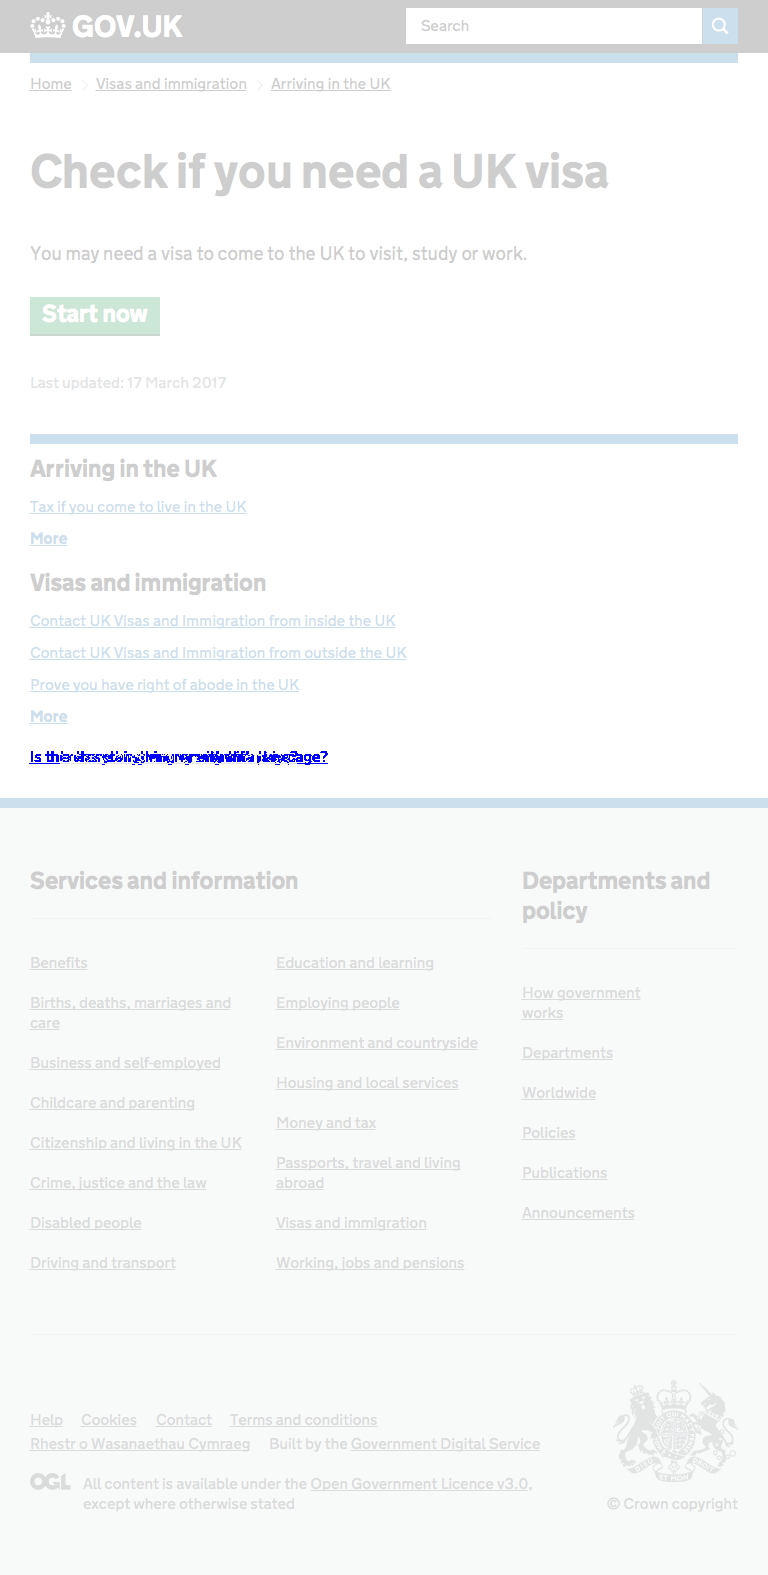 GOV.UK
Search
Home > Visas and immigration > Arriving in the UK
Check if you need a UK visa
You may need a visa to come to the UK to visit, study or work.
Start now
Last updated: 17 March 2017
Arriving in the UK
Tax if you come to live in the UK
More
Visas and immigration
Contact UK Visas and Immigration from inside the UK
Contact UK Visas and Immigration from outside the UK
Prove you have right of abode in the UK
More
Services and information
Benefits
Births, deaths, marriages and
care
Business and self-employed
Childcare and parenting
Citizenship and living in the UK
Crime, justice and the law
Disabled people
Driving and transport
Education and learning
Employing people
Environment and countryside
Housing and local services
Money and tax
Passports, travel and living
abroad
Visas and immigration
Working, jobs and pensions
Departments and
policy
How government
works
Departments
Worldwide
Policies
Publications
Announcements
Help Cookies Contact Terms and conditions
Rhestr o Wasanaethau Cymraeg Built by the Government Digital Service
OGL All content is available under the Open Government Licence v3.0,
except where otherwise stated
© Crown copyright